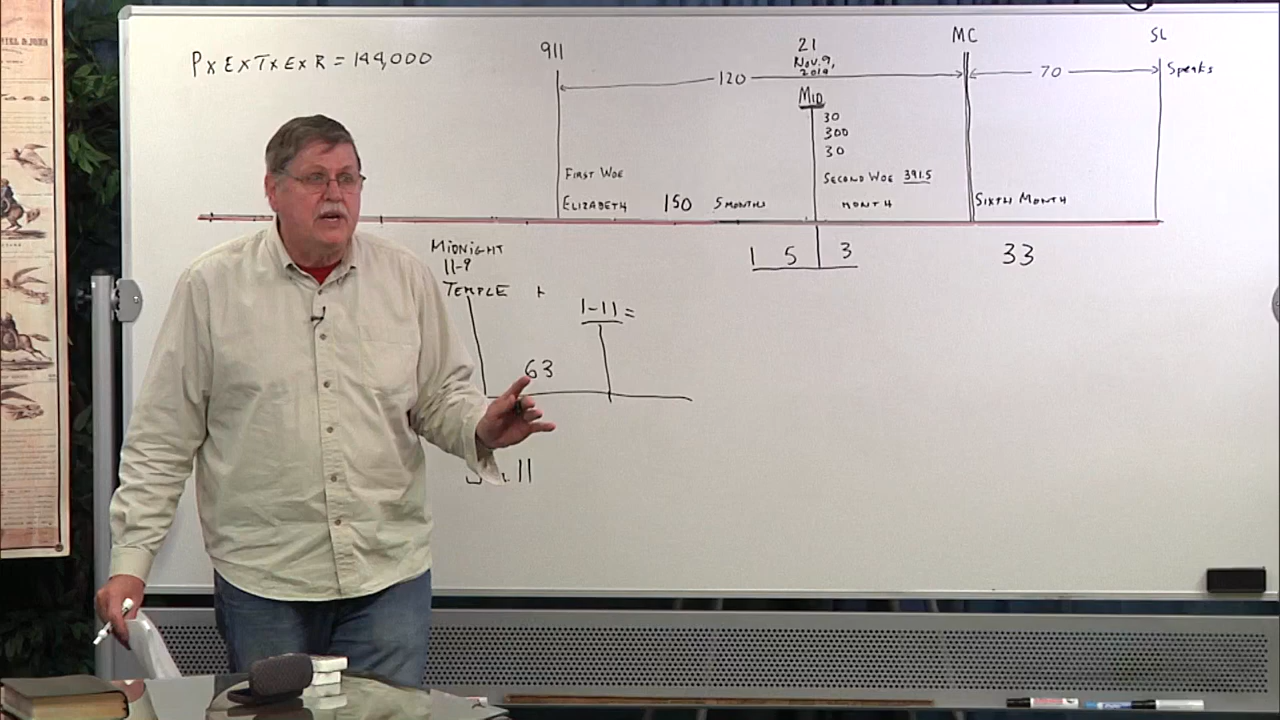 P x E x T x E x R = 144,000
911
21
Nov. 9,
2019
MC
SL
120
70
Speaks
MID
30
300
30
FIRST WOE
SECOND WOE 391.5
ELIZABETH 150 5 MONTHS
MONTH
SIXTH MONTH
1 5 3
33
MIDNIGHT
11-9
TEMPLE +
1-11 =
63
11